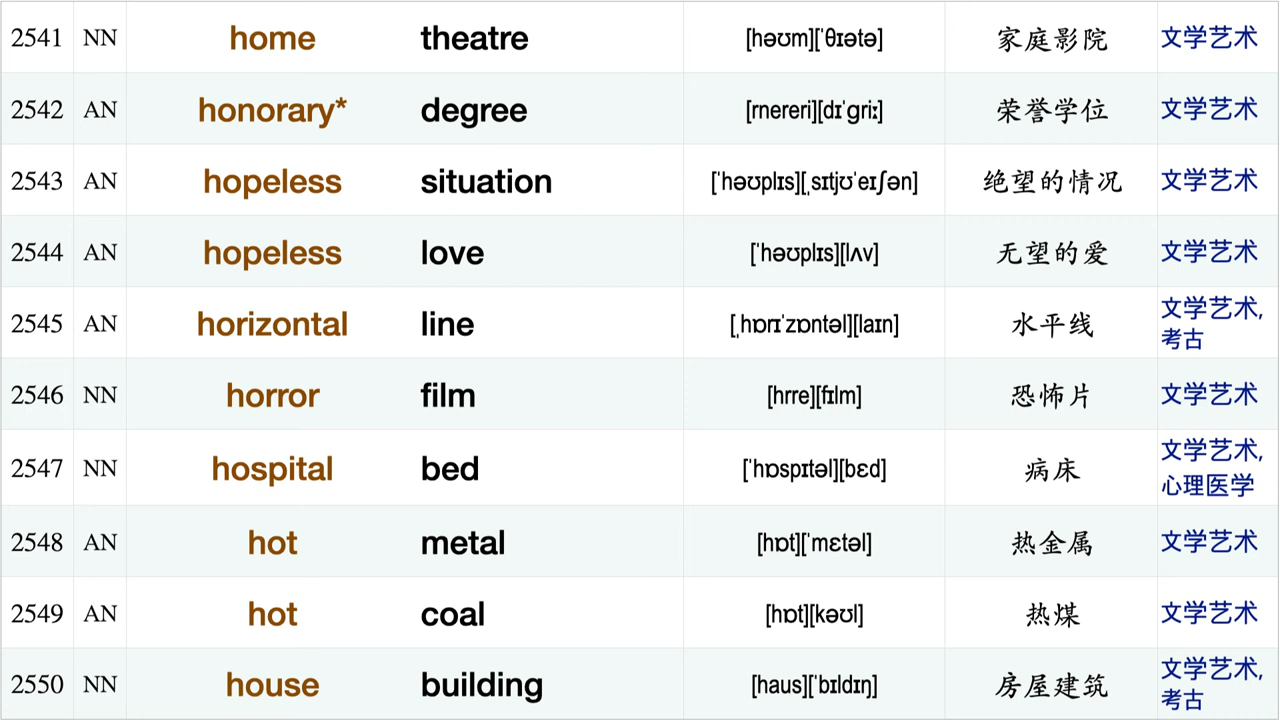 2541 NN home theatre [həʊm][ˈθɪətə] 家庭影院 文学艺术
2542 AN honorary* degree [rnereri][dɪˈɡriː] 荣誉学位 文学艺术
2543 AN hopeless situation [ˈhəʊplɪs][ˌsɪtjʊˈeɪʃən] 绝望的情况 文学艺术
2544 AN hopeless love [ˈhəʊplɪs][lʌv] 无望的爱 文学艺术
2545 AN horizontal line [ˌhɒrɪˈzɒntəl][laɪn] 水平线 文学艺术,
考古
2546 NN horror film [hrre][fɪlm] 恐怖片 文学艺术
2547 NN hospital bed [ˈhɒspɪtəl][bɛd] 病床 文学艺术,
心理医学
2548 AN hot metal [hɒt][ˈmɛtəl] 热金属 文学艺术
2549 AN hot coal [hɒt][kəʊl] 热煤 文学艺术
2550 NN house building [haus][ˈbɪldɪŋ] 房屋建筑 文学艺术,
考古